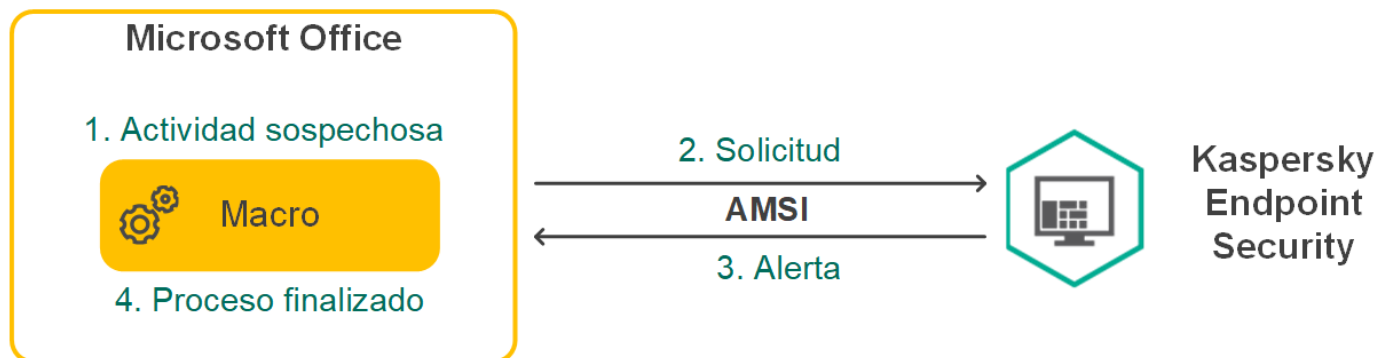 Microsoft Office
1. Actividad sospechosa
Macro
4. Proceso finalizado
2. Solicitud
AMSI
3. Alerta
Kaspersky
Endpoint
Security